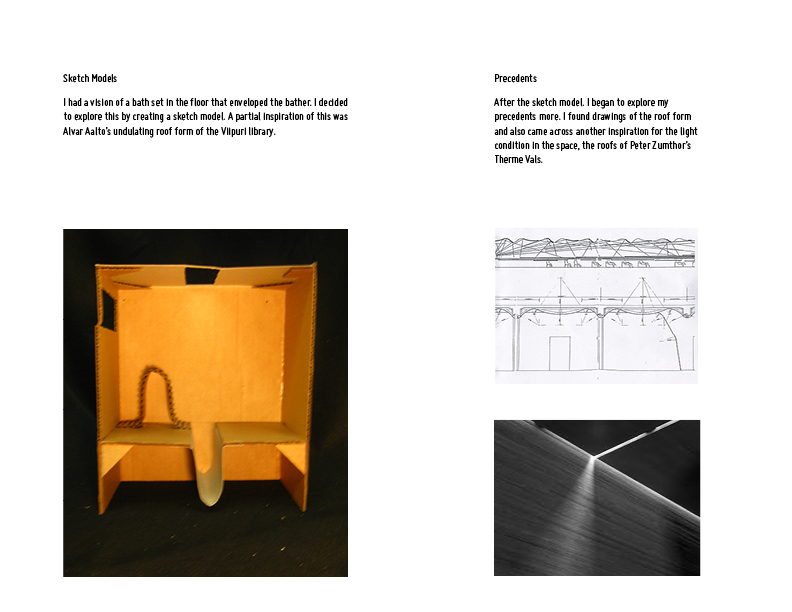 Sketch Models
I had a vision of a bath set in the floor that enveloped the bather. I decided
to explore this by creating a sketch model. A partial inspiration of this was
Alvar Aalto's undulating roof form of the Viipuri library.
Precedents
After the sketch model. I began to explore my
precedents more. I found drawings of the roof form
and also came across another inspiration for the light
condition in the space, the roofs of Peter Zumthor's
Therme Vals.